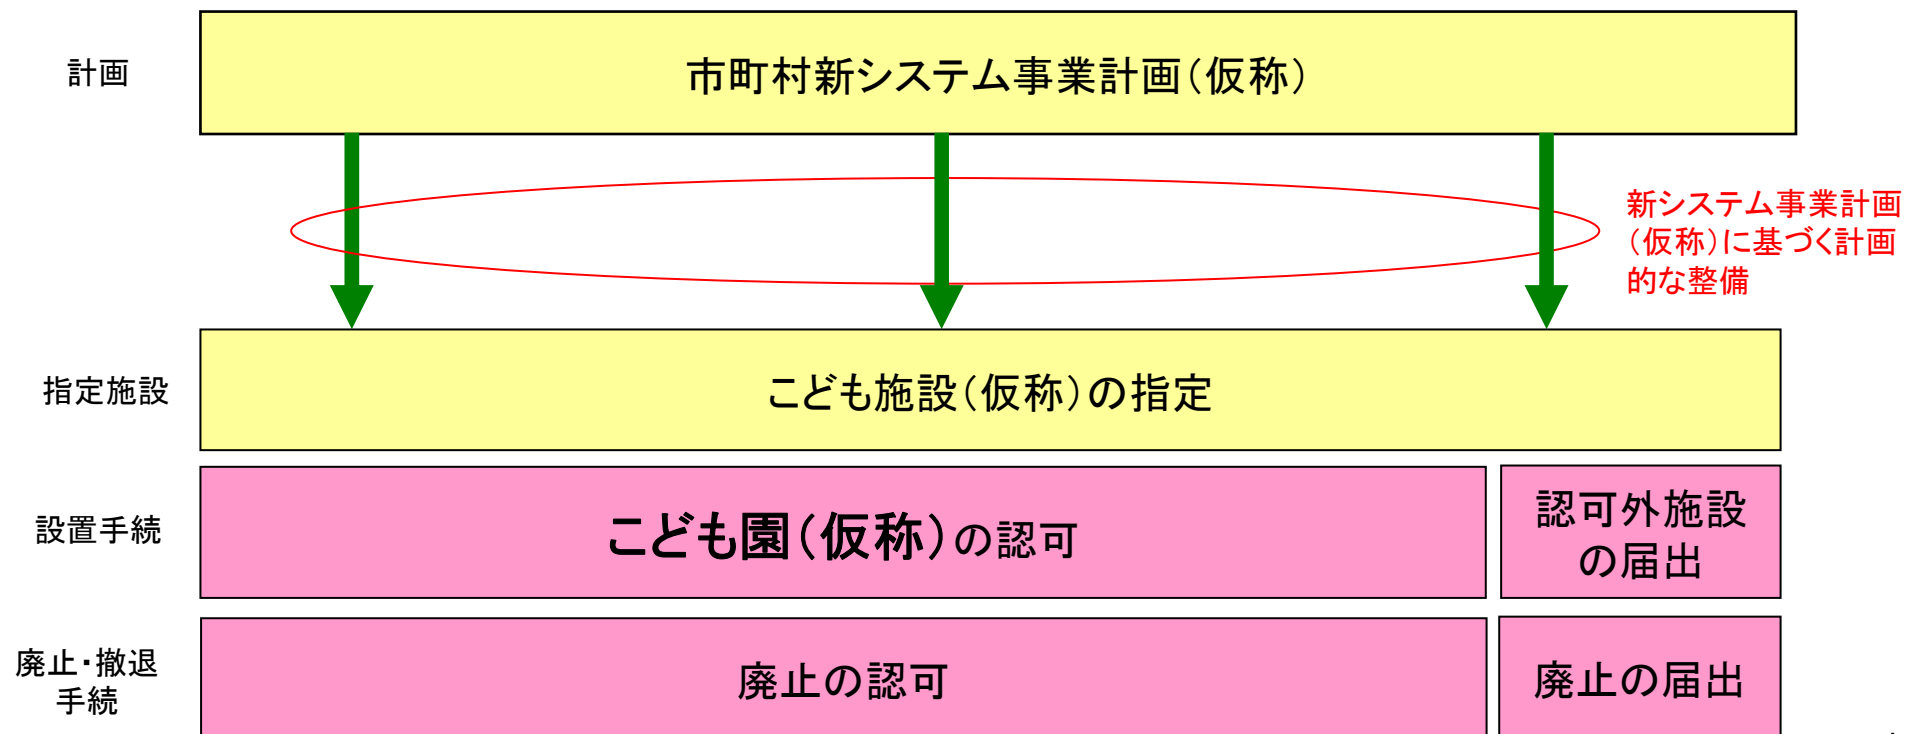 計画
市町村新システム事業計画(仮称)
新システム事業計画
(仮称)に基づく計画
的な整備
指定施設
こども施設(仮称)の指定
設置手続
こども園(仮称)の認可
認可外施設
の届出
廃止・撤退
手続
廃止の認可
廃止の届出